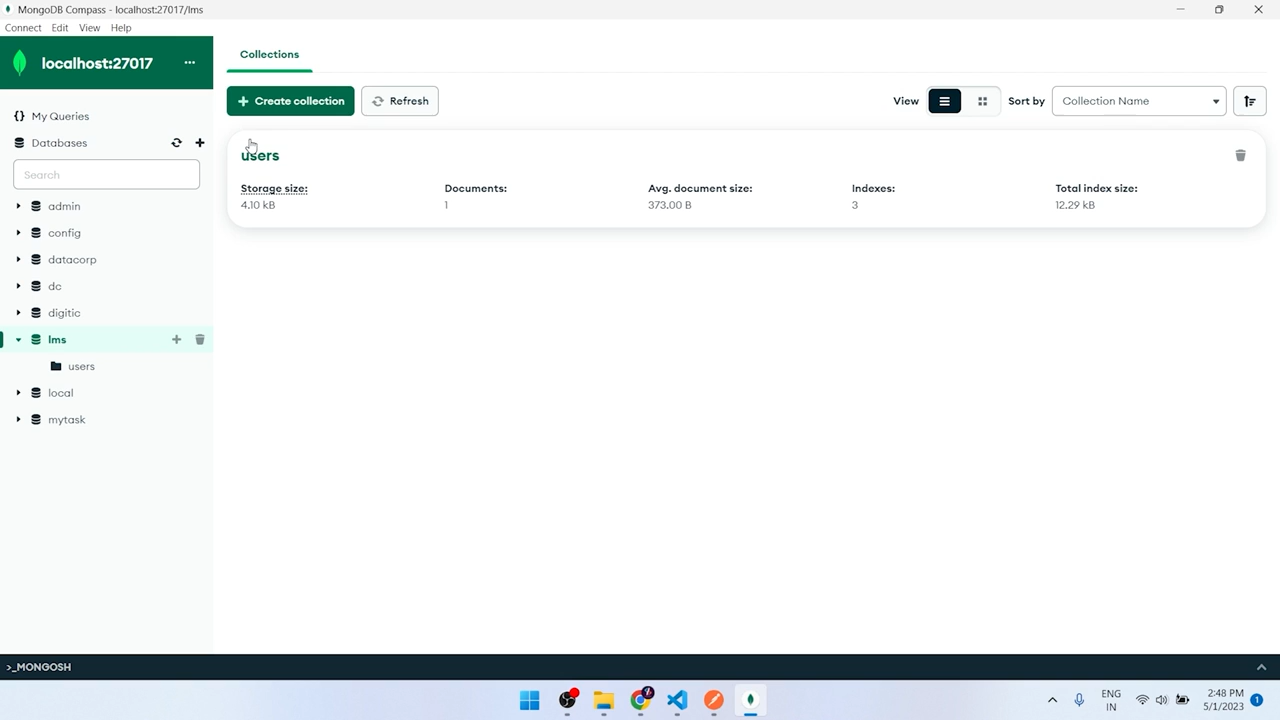 MongoDB Compass - localhost:27017/lms
Connect Edit View Help
localhost:27017
My Queries
Databases
Search
admin
config
datacorp
dc
digitic
lms
users
local
mytask
Collections
Create collection
Refresh
View
Sort by
Collection Name
users
Storage size: Documents: Avg. document size: Indexes: Total index size:
4.10 kB 1 373.00 B 3 12.29 kB
>_MONGOSH
ENG
IN
2:48 PM
5/1/2023
1